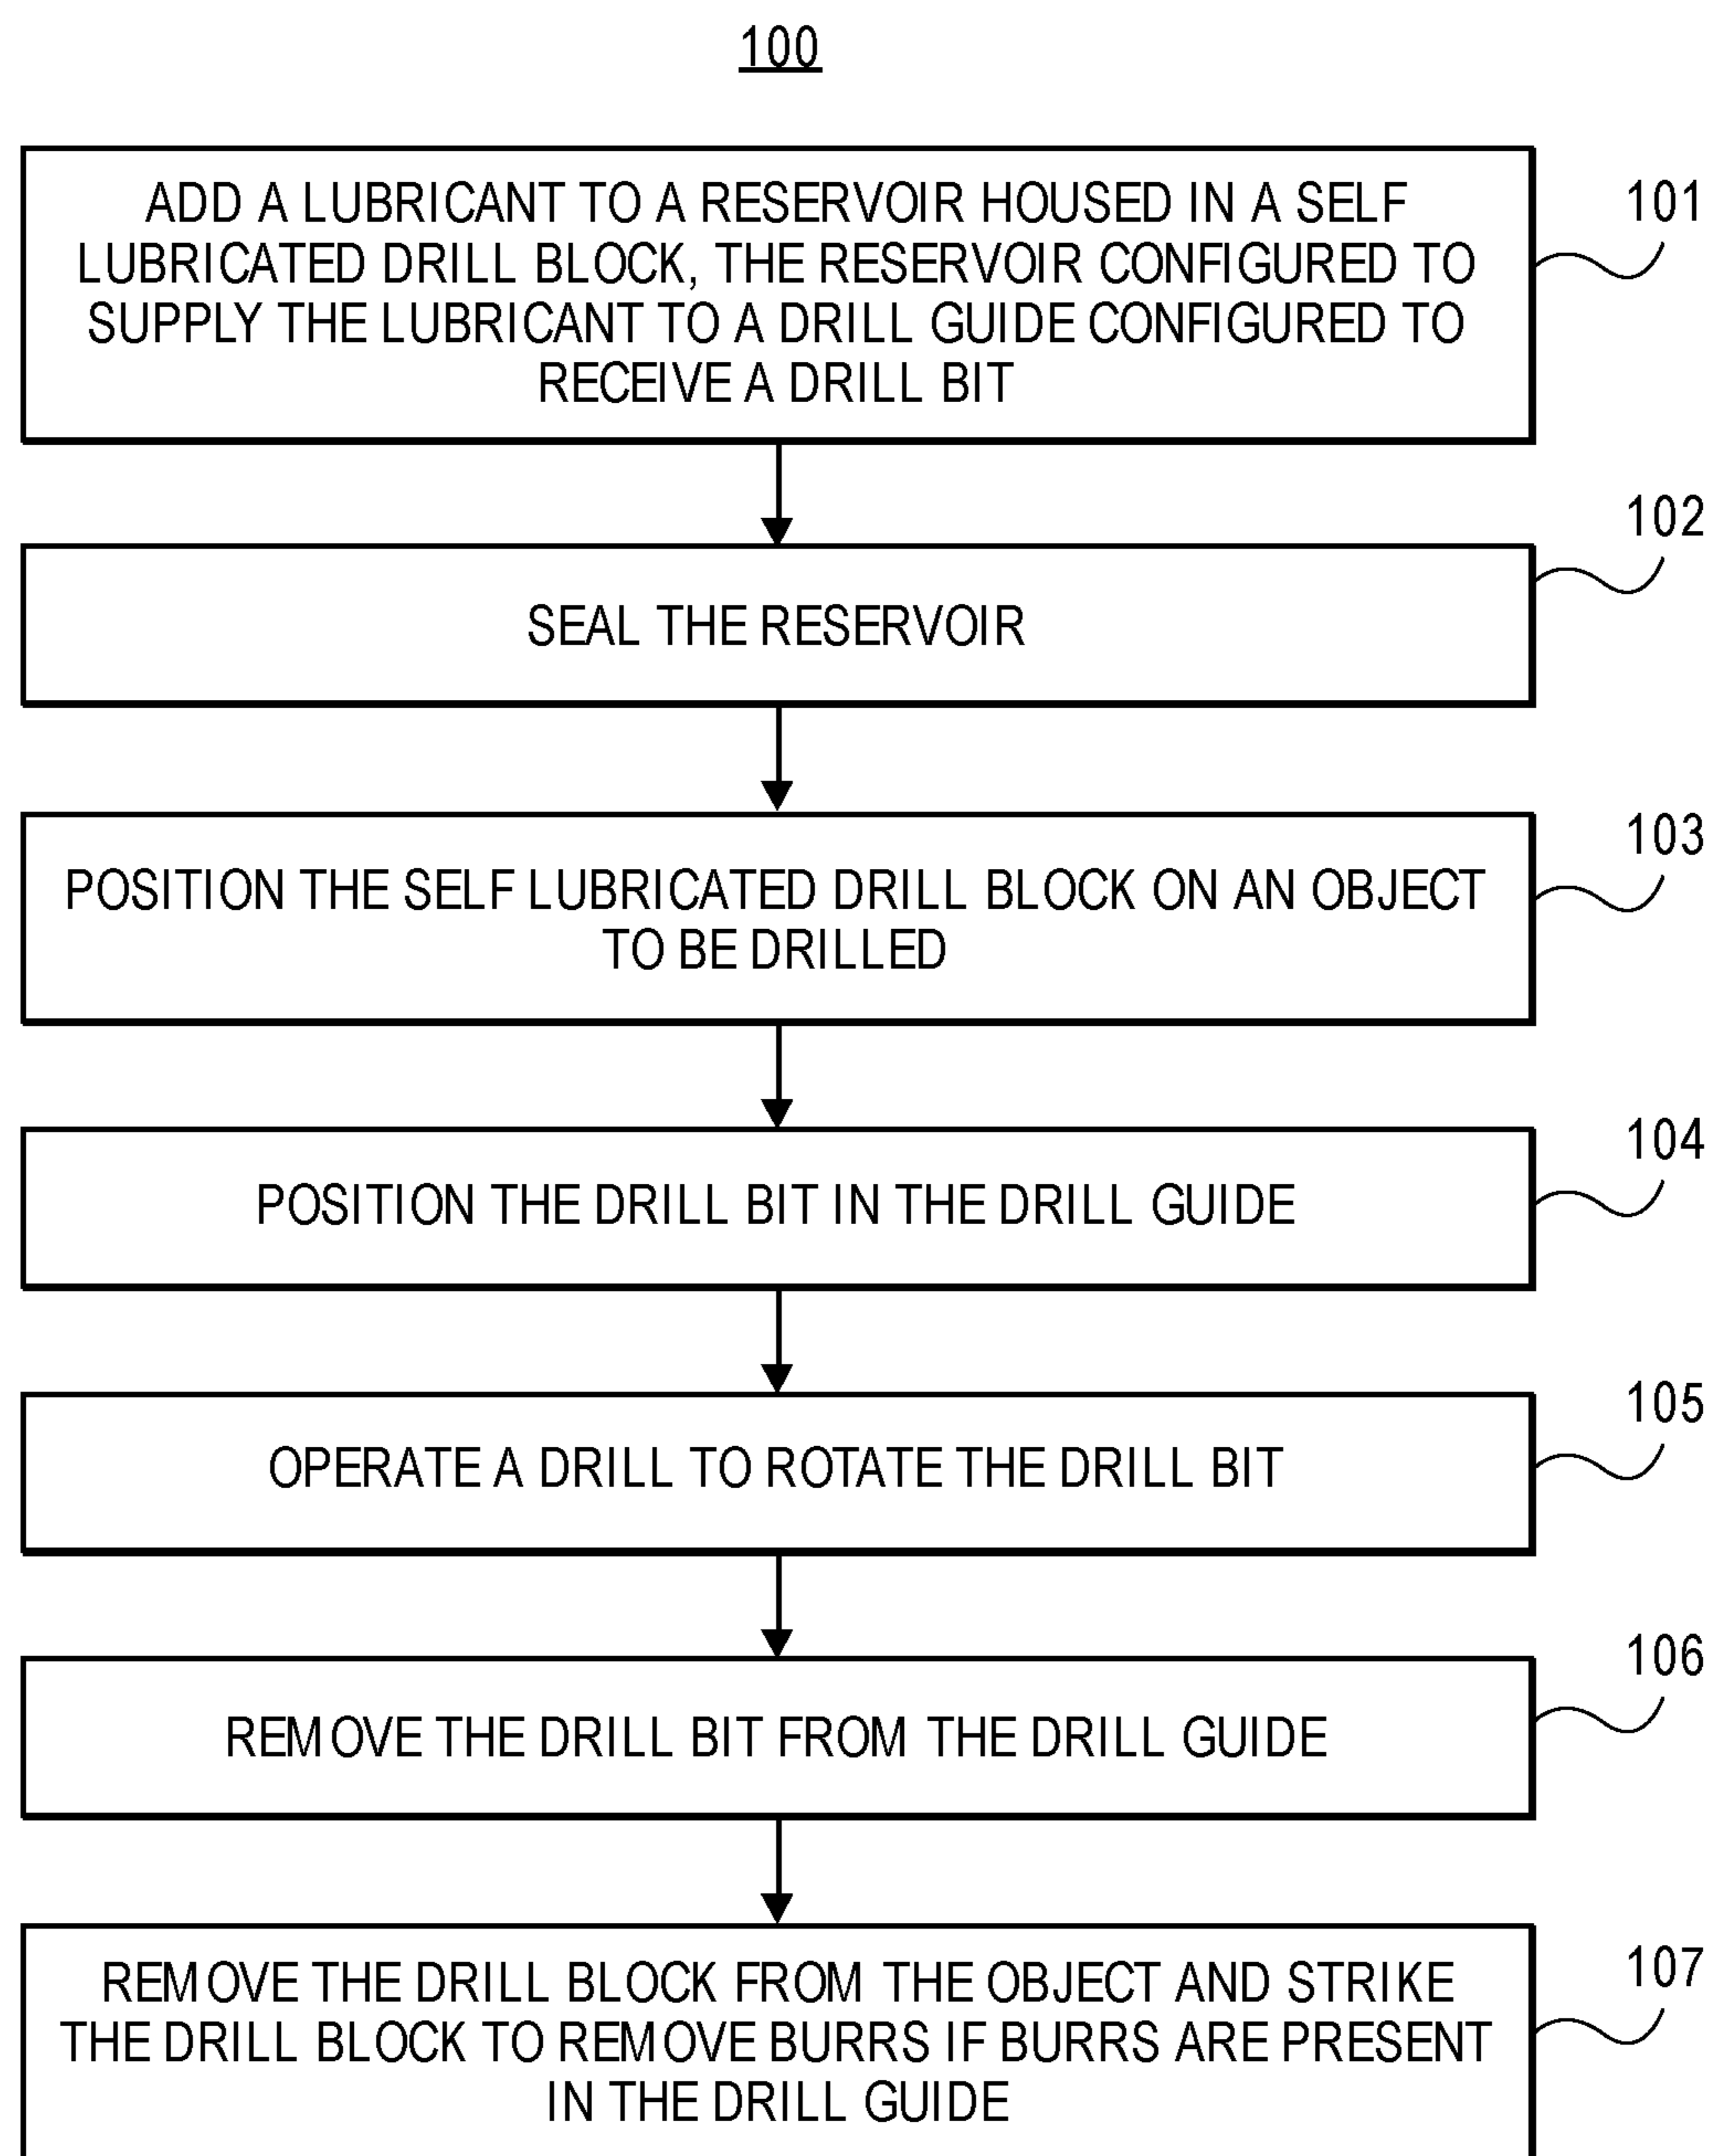 100
ADD A LUBRICANT TO A RESERVOIR HOUSED IN A SELF
LUBRICATED DRILL BLOCK, THE RESERVOIR CONFIGURED TO
SUPPLY THE LUBRICANT TO A DRILL GUIDE CONFIGURED TO
RECEIVE A DRILL BIT
101
SEAL THE RESERVOIR
102
POSITION THE SELF LUBRICATED DRILL BLOCK ON AN OBJECT
TO BE DRILLED
103
POSITION THE DRILL BIT IN THE DRILL GUIDE
104
OPERATE A DRILL TO ROTATE THE DRILL BIT
105
REMOVE THE DRILL BIT FROM THE DRILL GUIDE
106
REMOVE THE DRILL BLOCK FROM THE OBJECT AND STRIKE
THE DRILL BLOCK TO REMOVE BURRS IF BURRS ARE PRESENT
IN THE DRILL GUIDE
107